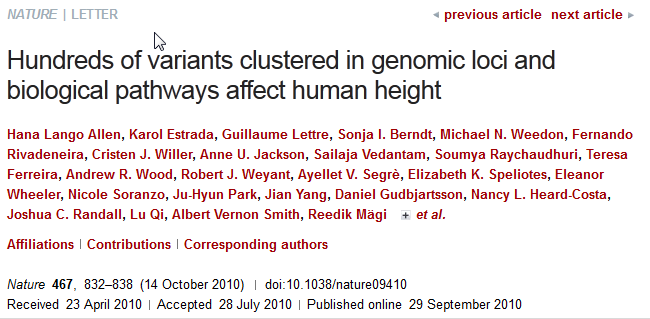 NATURE | LETTER
previous article next article
Hundreds of variants clustered in genomic loci and
biological pathways affect human height
Hana Lango Allen, Karol Estrada, Guillaume Lettre, Sonja I. Berndt, Michael N. Weedon, Fernando
Rivadeneira, Cristen J. Willer, Anne U. Jackson, Sailaja Vedantam, Soumya Raychaudhuri, Teresa
Ferreira, Andrew R. Wood, Robert J. Weyant, Ayellet V. Segrè, Elizabeth K. Speliotes, Eleanor
Wheeler, Nicole Soranzo, Ju-Hyun Park, Jian Yang, Daniel Gudbjartsson, Nancy L. Heard-Costa,
Joshua C. Randall, Lu Qi, Albert Vernon Smith, Reedik Mägi + et al.
Affiliations | Contributions | Corresponding authors
Nature 467, 832–838 (14 October 2010) | doi:10.1038/nature09410
Received 23 April 2010 | Accepted 28 July 2010 | Published online 29 September 2010